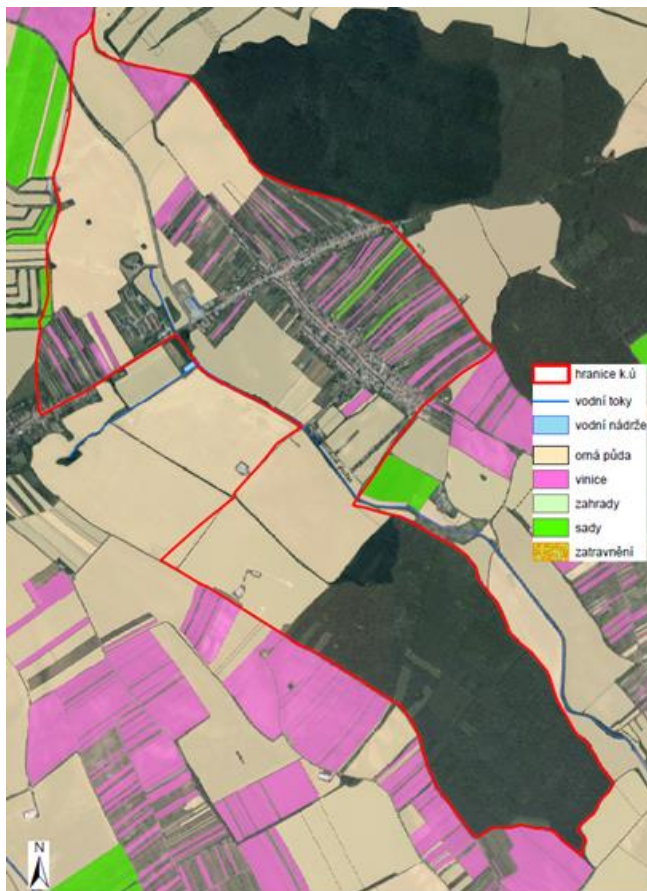 hranice k.ú
vodní toky
vodní nádrže
orná půda
vinice
zahrady
sady
zatravnění
N